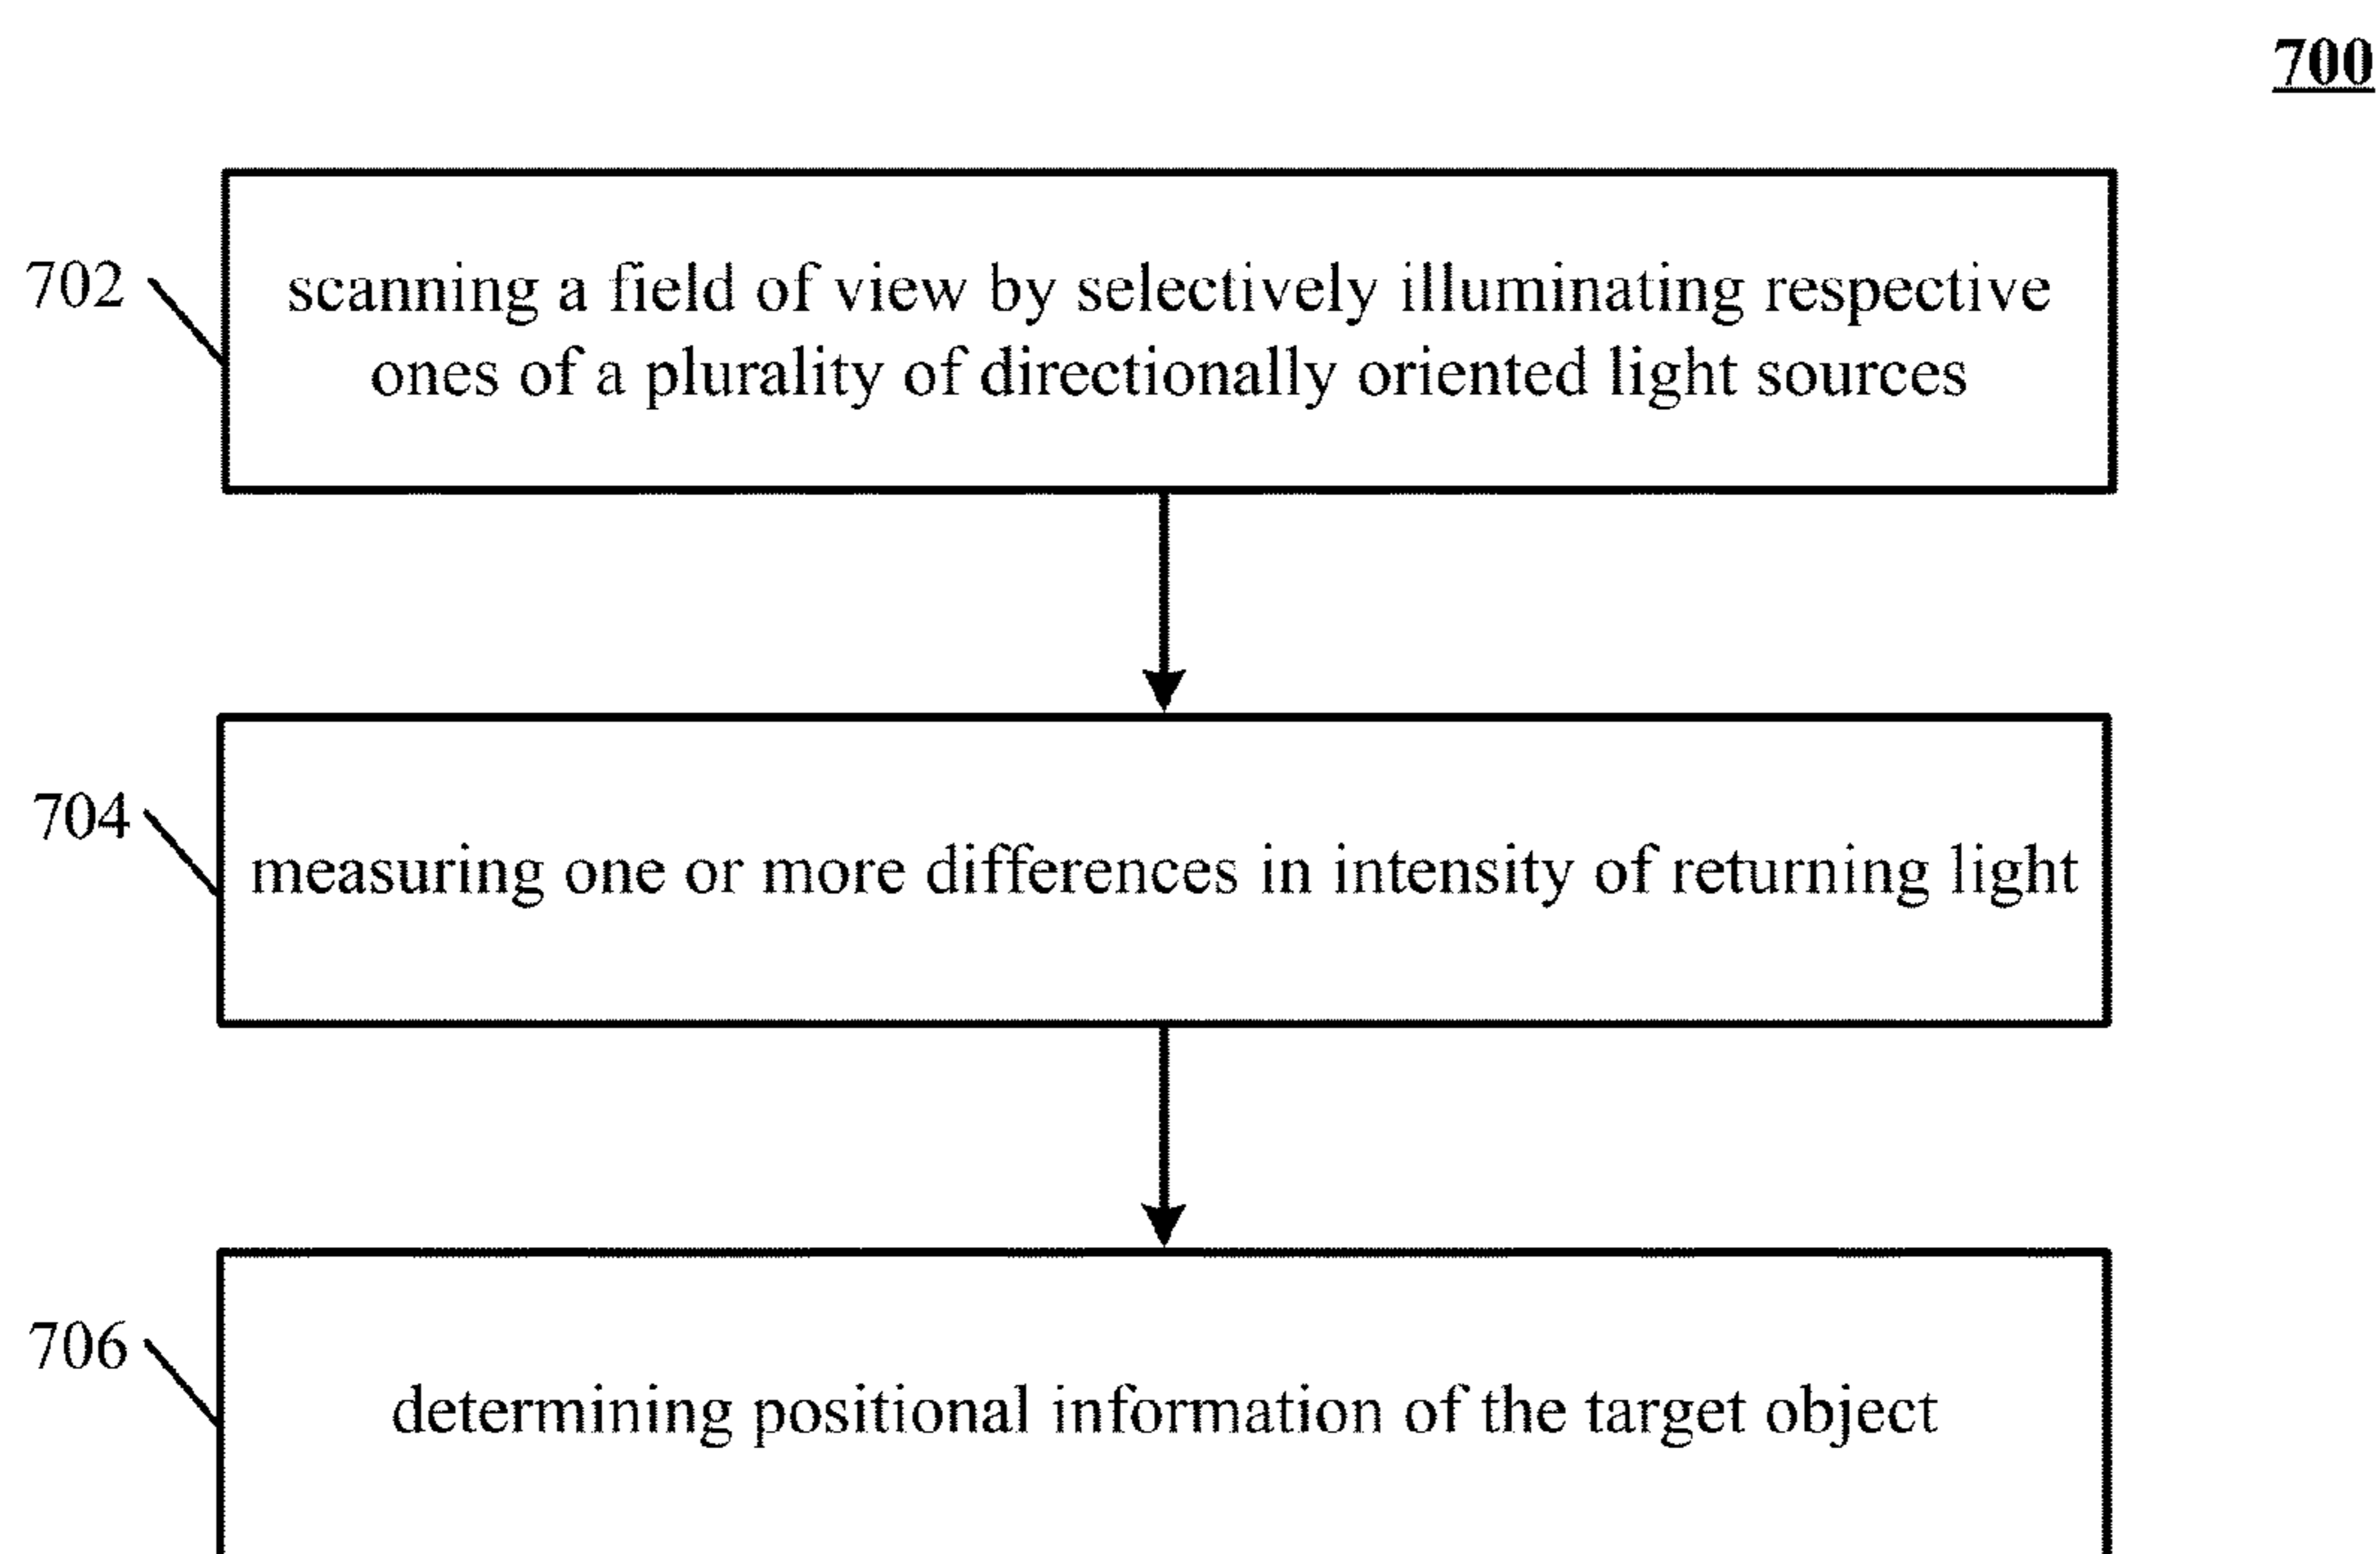 700
702
scanning a field of view by selectively illuminating respective
ones of a plurality of directionally oriented light sources
704
measuring one or more differences in intensity of returning light
706
determining positional information of the target object